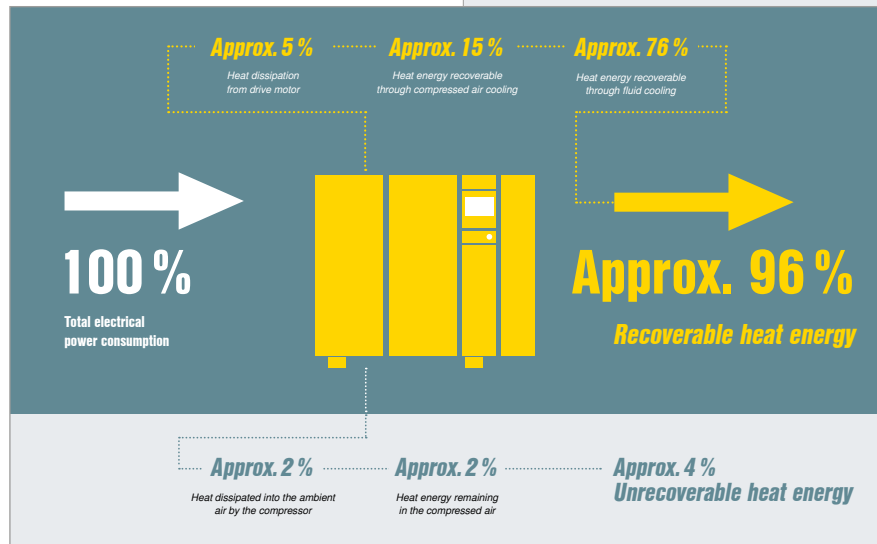 Approx. 5 %
Heat dissipation
from drive motor
Approx. 15 %
Heat energy recoverable
through compressed air cooling
Approx. 76 %
Heat energy recoverable
through fluid cooling
100 %
Total electrical
power consumption
Approx. 96 %
Recoverable heat energy
Approx. 2 %
Heat dissipated into the ambient
air by the compressor
Approx. 2 %
Heat energy remaining
in the compressed air
Approx. 4 %
Unrecoverable heat energy